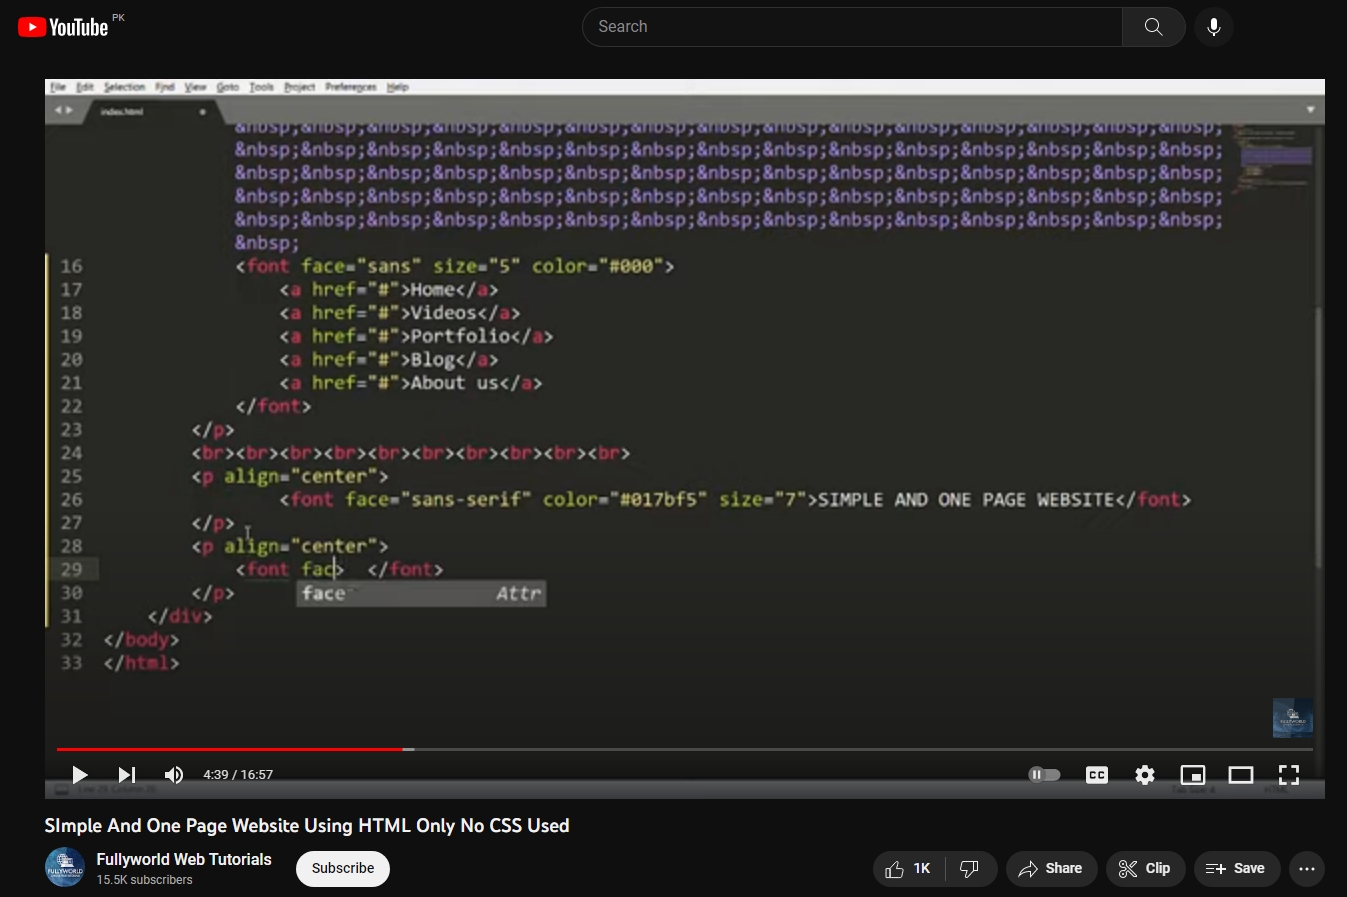 YouTube PK
Search
File Edit Selection Find View Goto Tools Project Preferences Help
index.html
&nbsp;&nbsp;&nbsp;&nbsp;&nbsp;&nbsp;&nbsp;&nbsp;&nbsp;&nbsp;&nbsp;&nbsp;&nbsp;&nbsp;&nbsp;
&nbsp;&nbsp;&nbsp;&nbsp;&nbsp;&nbsp;&nbsp;&nbsp;&nbsp;&nbsp;&nbsp;&nbsp;&nbsp;&nbsp;&nbsp;
&nbsp;&nbsp;&nbsp;&nbsp;&nbsp;&nbsp;&nbsp;&nbsp;&nbsp;&nbsp;&nbsp;&nbsp;&nbsp;&nbsp;&nbsp;
&nbsp;&nbsp;&nbsp;&nbsp;&nbsp;&nbsp;&nbsp;&nbsp;&nbsp;&nbsp;&nbsp;&nbsp;&nbsp;&nbsp;&nbsp;
&nbsp;&nbsp;&nbsp;&nbsp;&nbsp;&nbsp;&nbsp;&nbsp;&nbsp;&nbsp;&nbsp;&nbsp;&nbsp;&nbsp;&nbsp;
&nbsp;
16 <font face="sans" size="5" color="#000">
17 <a href="#">Home</a>
18 <a href="#">Videos</a>
19 <a href="#">Portfolio</a>
20 <a href="#">Blog</a>
21 <a href="#">About us</a>
22 </font>
23 </p>
24 <br><br><br><br><br><br><br><br><br><br>
25 <p align="center">
26 <font face="sans-serif" color="#017bf5" size="7">SIMPLE AND ONE PAGE WEBSITE</font>
27 </p>
28 <p align="center">
29 <font fac> </font>
30 </p> face Attr
31 </div>
32 </body>
33 </html>
FULLYWORLD
4:39 / 16:57
CC
SImple And One Page Website Using HTML Only No CSS Used
FULLYWORLD
Fullyworld Web Tutorials
15.5K subscribers
Subscribe
1K
Share
Clip
Save